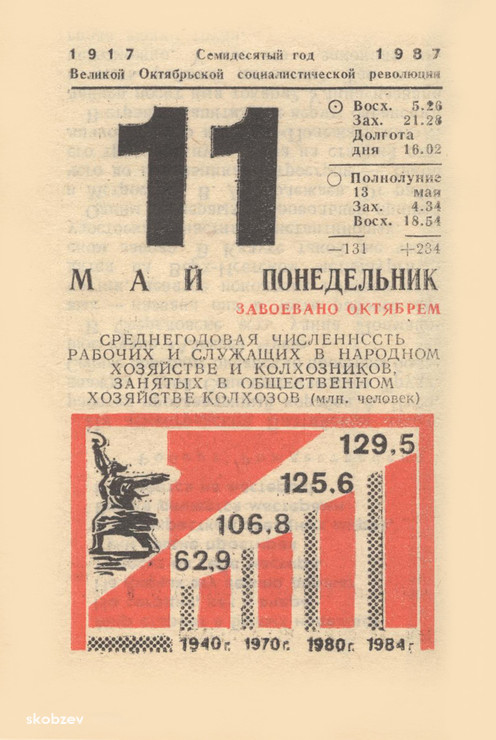 1917 Семидесятый год 1987
Великой Октябрьской социалистической революции
11
Восх. 5.26
Зах. 21.28
Долгота
дня 16.02
Полнолуние
13 мая
Зах. 4.34
Восх. 18.54
—131 +234
МАЙ ПОНЕДЕЛЬНИК
ЗАВОЕВАНО ОКТЯБРЕМ
СРЕДНЕГОДОВАЯ ЧИСЛЕННССТЬ
РАБОЧИХ И СЛУЖАЩИХ В НАРОДНОМ
ХОЗЯЙСТВЕ И КОЛХОЗНИКОВ,
ЗАНЯТЫХ В ОБЩЕСТВЕННОМ
ХОЗЯЙСТВЕ КОЛХОЗОВ (млн. человек)
129,5
125.6
106,8
62,9
1940г. 1970г. 1980г. 1984г.
skobzev